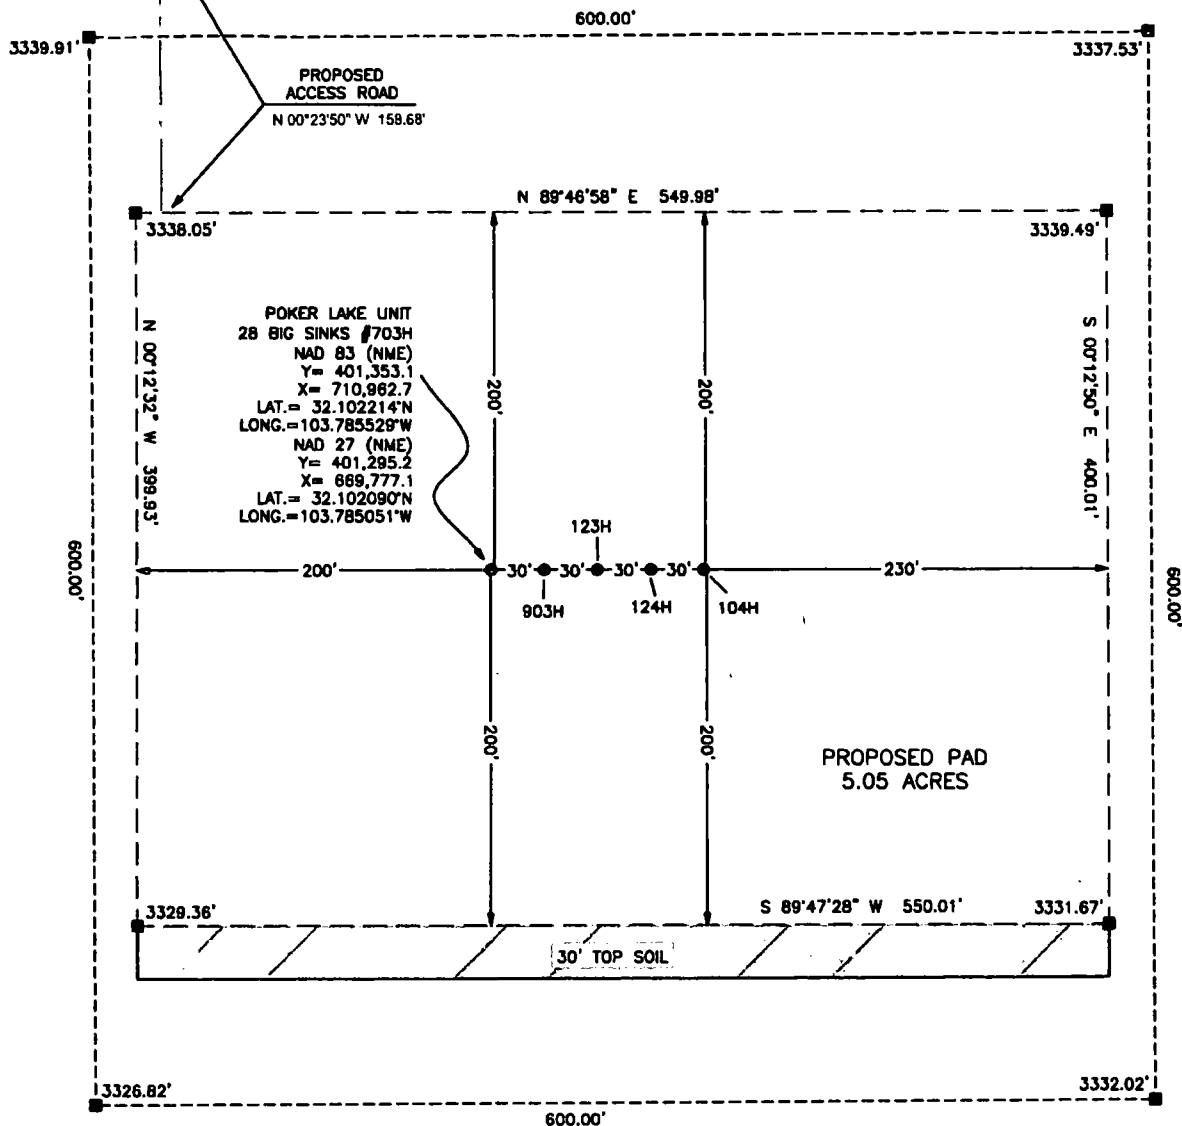 600.00'
3339.91'
3337.53'
PROPOSED
ACCESS ROAD
N 00°23'50" W 159.68'
N 89°46'58" E 549.98'
3338.05'
3339.49'
POKER LAKE UNIT
28 BIG SINKS #703H
NAD 83 (NME)
Y= 401,353.1
X= 710,962.7
LAT.= 32.102214°N
LONG.=103.785529°W
NAD 27 (NME)
Y= 401,295.2
X= 669,777.1
LAT.= 32.102090°N
LONG.=103.785051°W
N 00°12'32" W 399.93'
S 00°12'50" E 400.01'
200'
200'
123H
600.00'
200'
30'
30'
30'
30'
230'
600.00'
903H
124H
104H
200'
200'
PROPOSED PAD
5.05 ACRES
3329.36'
S 89°47'28" W 550.01'
3331.67'
30' TOP SOIL
3326.82'
3332.02'
600.00'